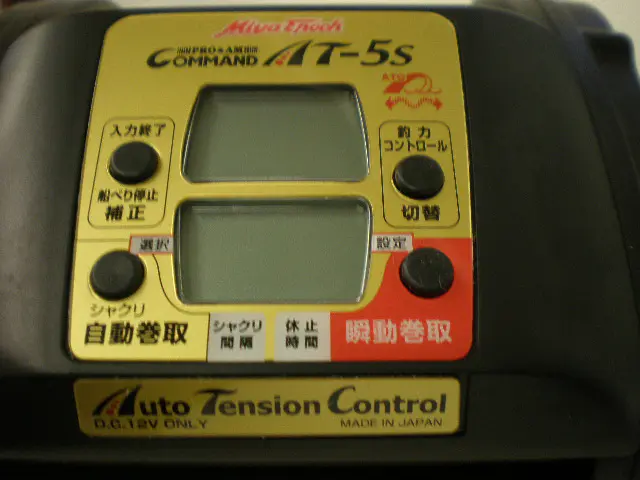 Miya Epoch
PRO & AM
COMMAND AT-5s
ATC
入力終了
船べり停止
補正
釣力
コントロール
切替
選択
設定
シャクリ
自動巻取
シャクリ
間隔
休止
時間
瞬動巻取
Auto Tension Control
D.C.12V ONLY
MADE IN JAPAN